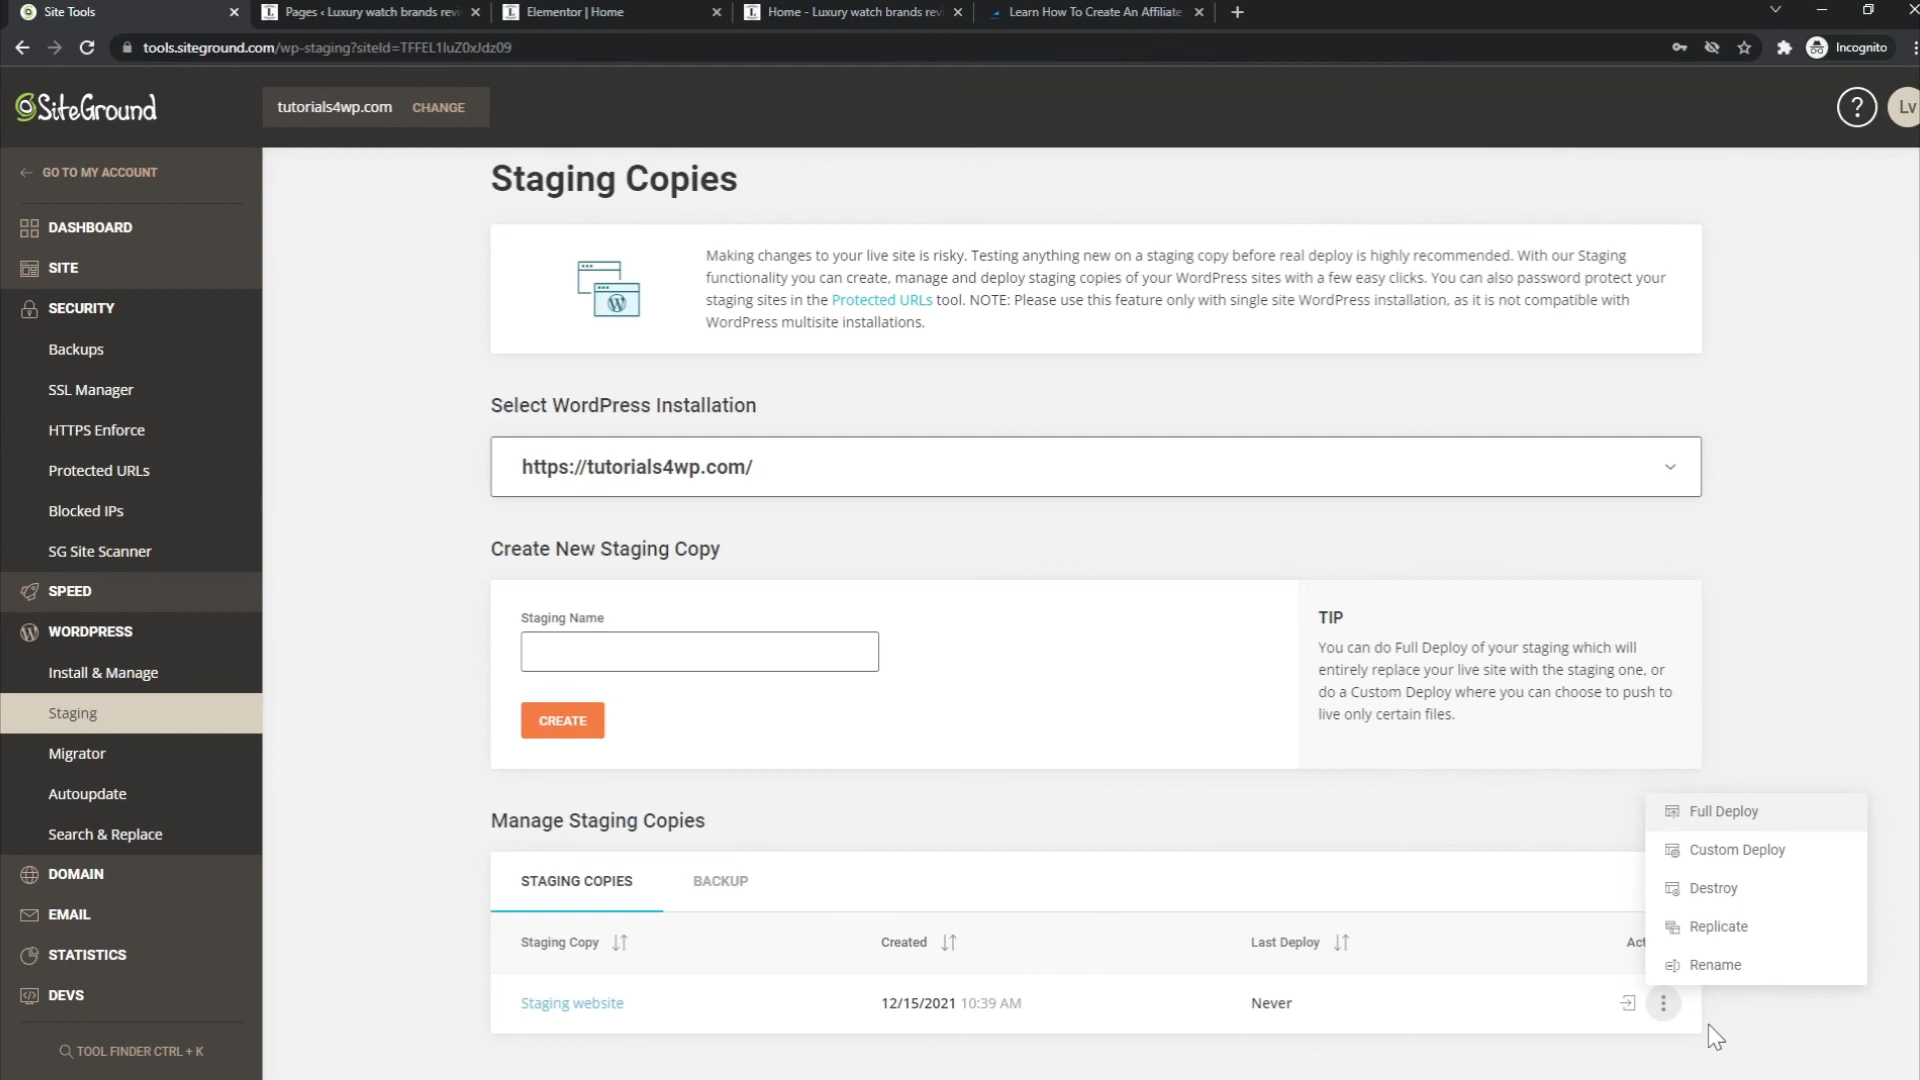 Site Tools
Pages ‹ Luxury watch brands revi
Elementor | Home
Home - Luxury watch brands revi
Learn How To Create An Affiliate
tools.siteground.com/wp-staging?siteId=TFFEL1luZ0xJdz09
Incognito
SiteGround
tutorials4wp.com CHANGE
?
Lv
GO TO MY ACCOUNT
DASHBOARD
SITE
SECURITY
Backups
SSL Manager
HTTPS Enforce
Protected URLs
Blocked IPs
SG Site Scanner
SPEED
WORDPRESS
Install & Manage
Staging
Migrator
Autoupdate
Search & Replace
DOMAIN
EMAIL
STATISTICS
DEVS
TOOL FINDER CTRL + K
Staging Copies
Making changes to your live site is risky. Testing anything new on a staging copy before real deploy is highly recommended. With our Staging
functionality you can create, manage and deploy staging copies of your WordPress sites with a few easy clicks. You can also password protect your
staging sites in the Protected URLs tool. NOTE: Please use this feature only with single site WordPress installation, as it is not compatible with
WordPress multisite installations.
Select WordPress Installation
https://tutorials4wp.com/
Create New Staging Copy
Staging Name
CREATE
TIP
You can do Full Deploy of your staging which will
entirely replace your live site with the staging one, or
do a Custom Deploy where you can choose to push to
live only certain files.
Manage Staging Copies
STAGING COPIES BACKUP
Staging Copy Created Last Deploy Act
Staging website 12/15/2021 10:39 AM Never
Full Deploy
Custom Deploy
Destroy
Replicate
Rename